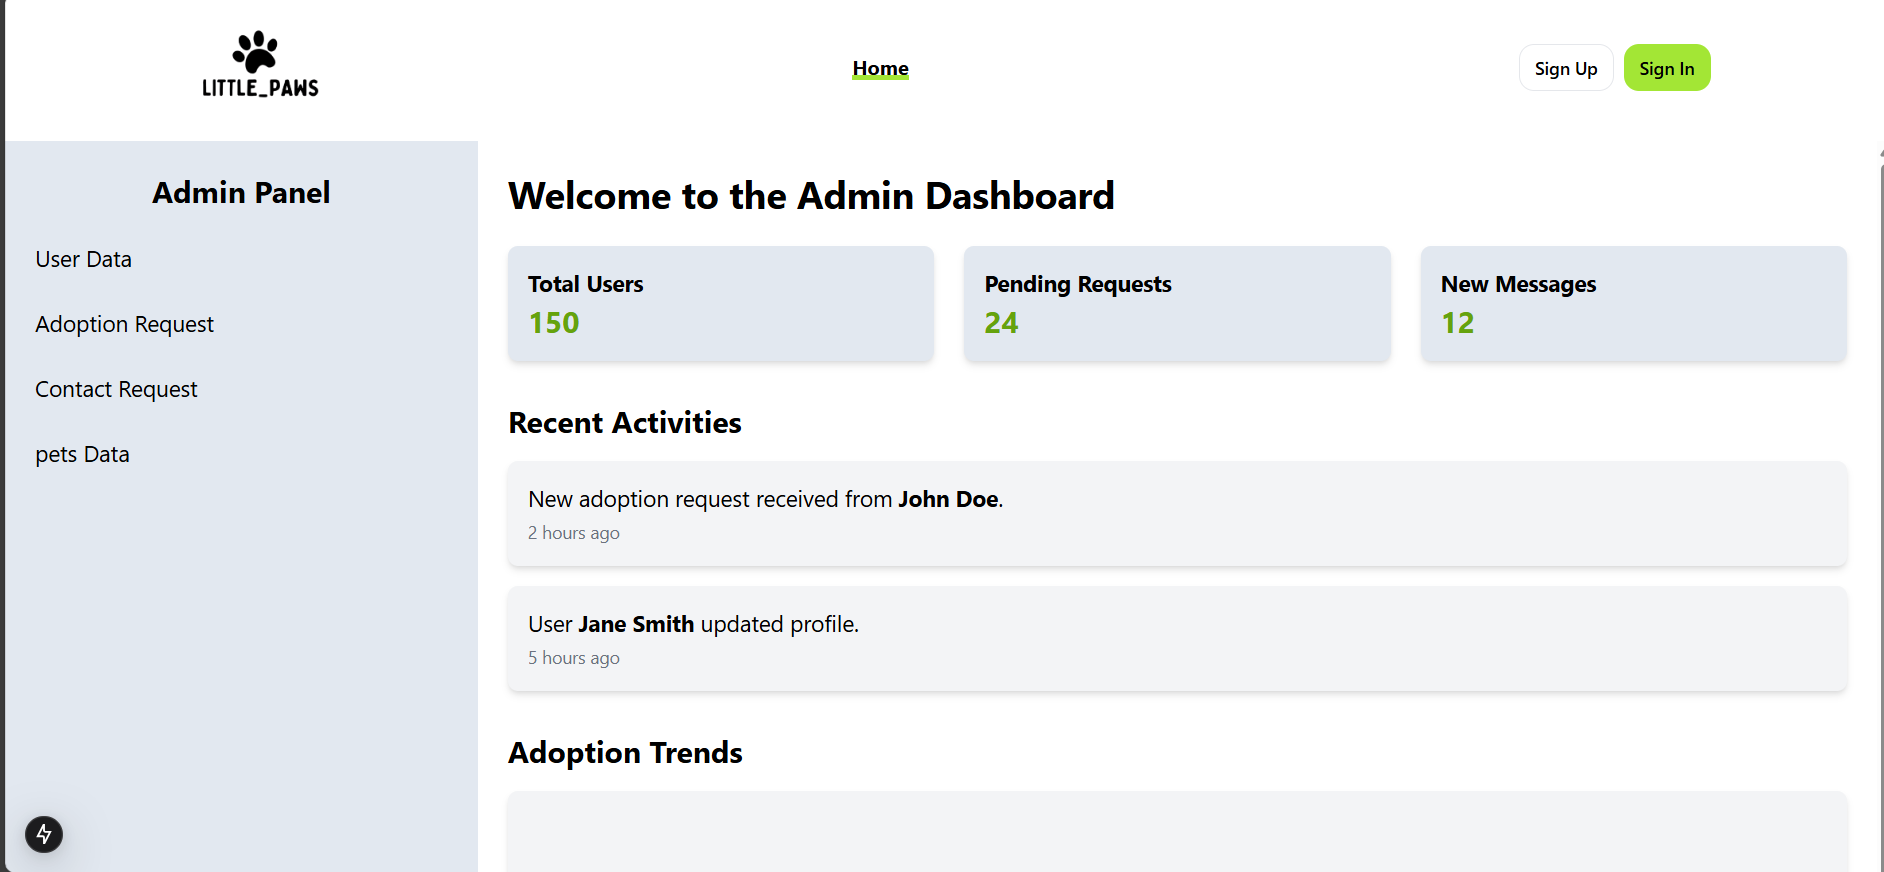 LITTLE_PAWS
Home
Sign Up
Sign In
Admin Panel
User Data
Adoption Request
Contact Request
pets Data
Welcome to the Admin Dashboard
Total Users
150
Pending Requests
24
New Messages
12
Recent Activities
New adoption request received from John Doe.
2 hours ago
User Jane Smith updated profile.
5 hours ago
Adoption Trends